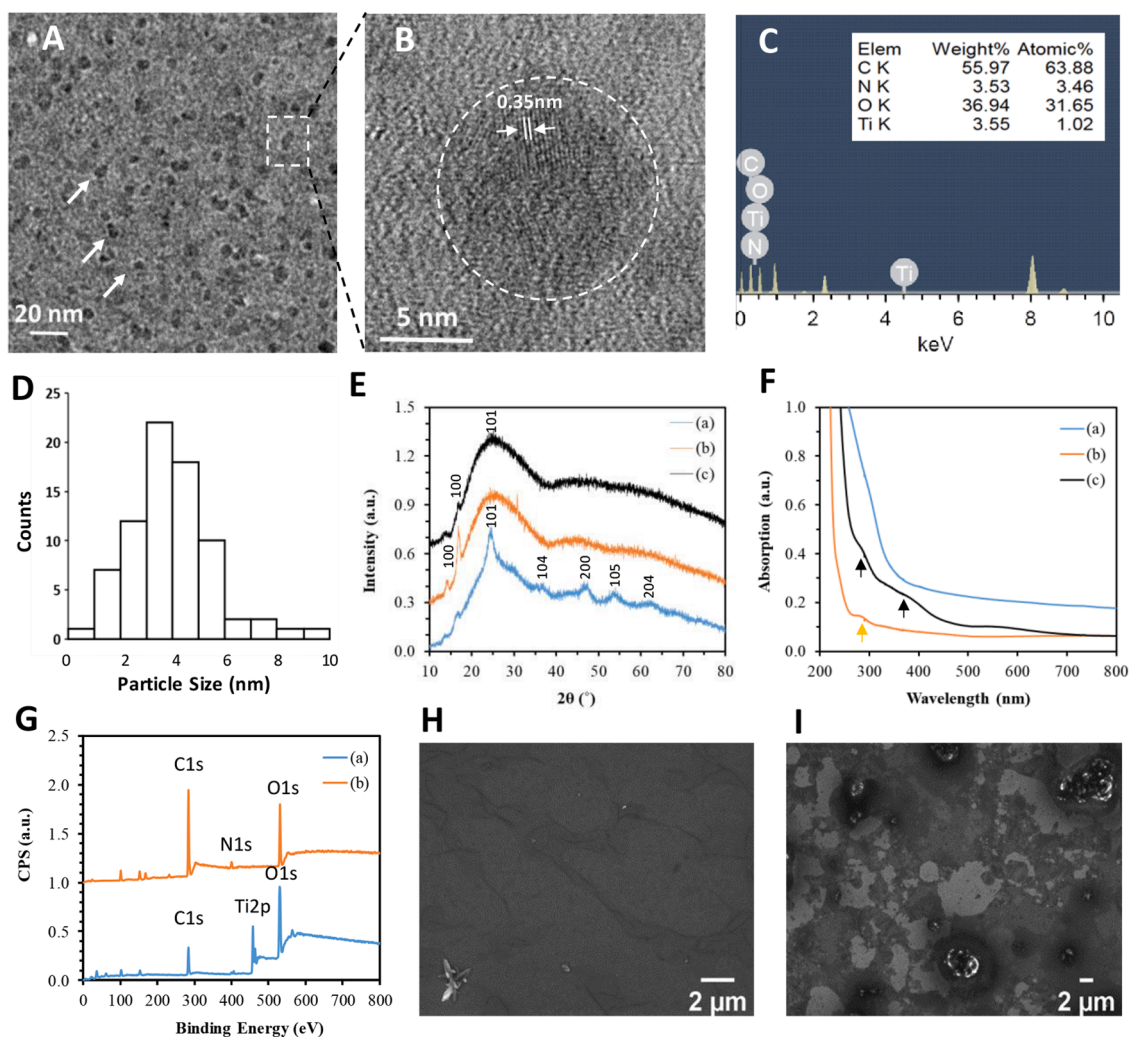 A
20 nm
B
0.35nm
5 nm
C
Elem Weight% Atomic%
C K 55.97 63.88
N K 3.53 3.46
O K 36.94 31.65
Ti K 3.55 1.02
C
O
Ti
N
Ti
0 2 4 6 8 10
keV
D
25
20
15
10
5
0
Counts
0 2 4 6 8 10
Particle Size (nm)
E
1.5
1.2
0.9
0.6
0.3
0.0
Intensity (a.u.)
(a)
(b)
(c)
101
100
101
100
104
200
105
204
10 20 30 40 50 60 70 80
2θ (°)
F
1.0
0.8
0.6
0.4
0.2
0.0
Absorption (a.u.)
(a)
(b)
(c)
200 300 400 500 600 700 800
Wavelength (nm)
G
2.5
2.0
1.5
1.0
0.5
0.0
CPS (a.u.)
(a)
(b)
C1s
O1s
N1s
O1s
C1s
Ti2p
0 100 200 300 400 500 600 700 800
Binding Energy (eV)
H
2 μm
I
2 μm